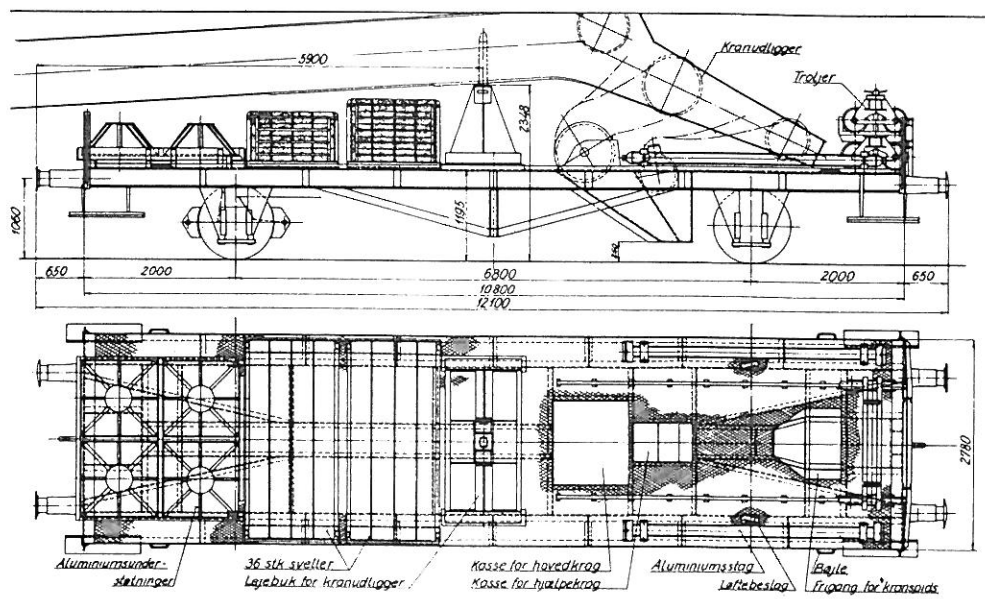 Kranudligger
5900
Troljer
2348
1195
1060
650
2000
6800
2000
650
10800
12100
2780
Aluminiumsunder-
støtninger
36 stk sveller
Lejebuk for kranudligger
Kasse for hovedkrog
Kasse for hjælpekrog
Aluminiumsstag
Løftebeslag
Bøjle
Frigang for kranspids